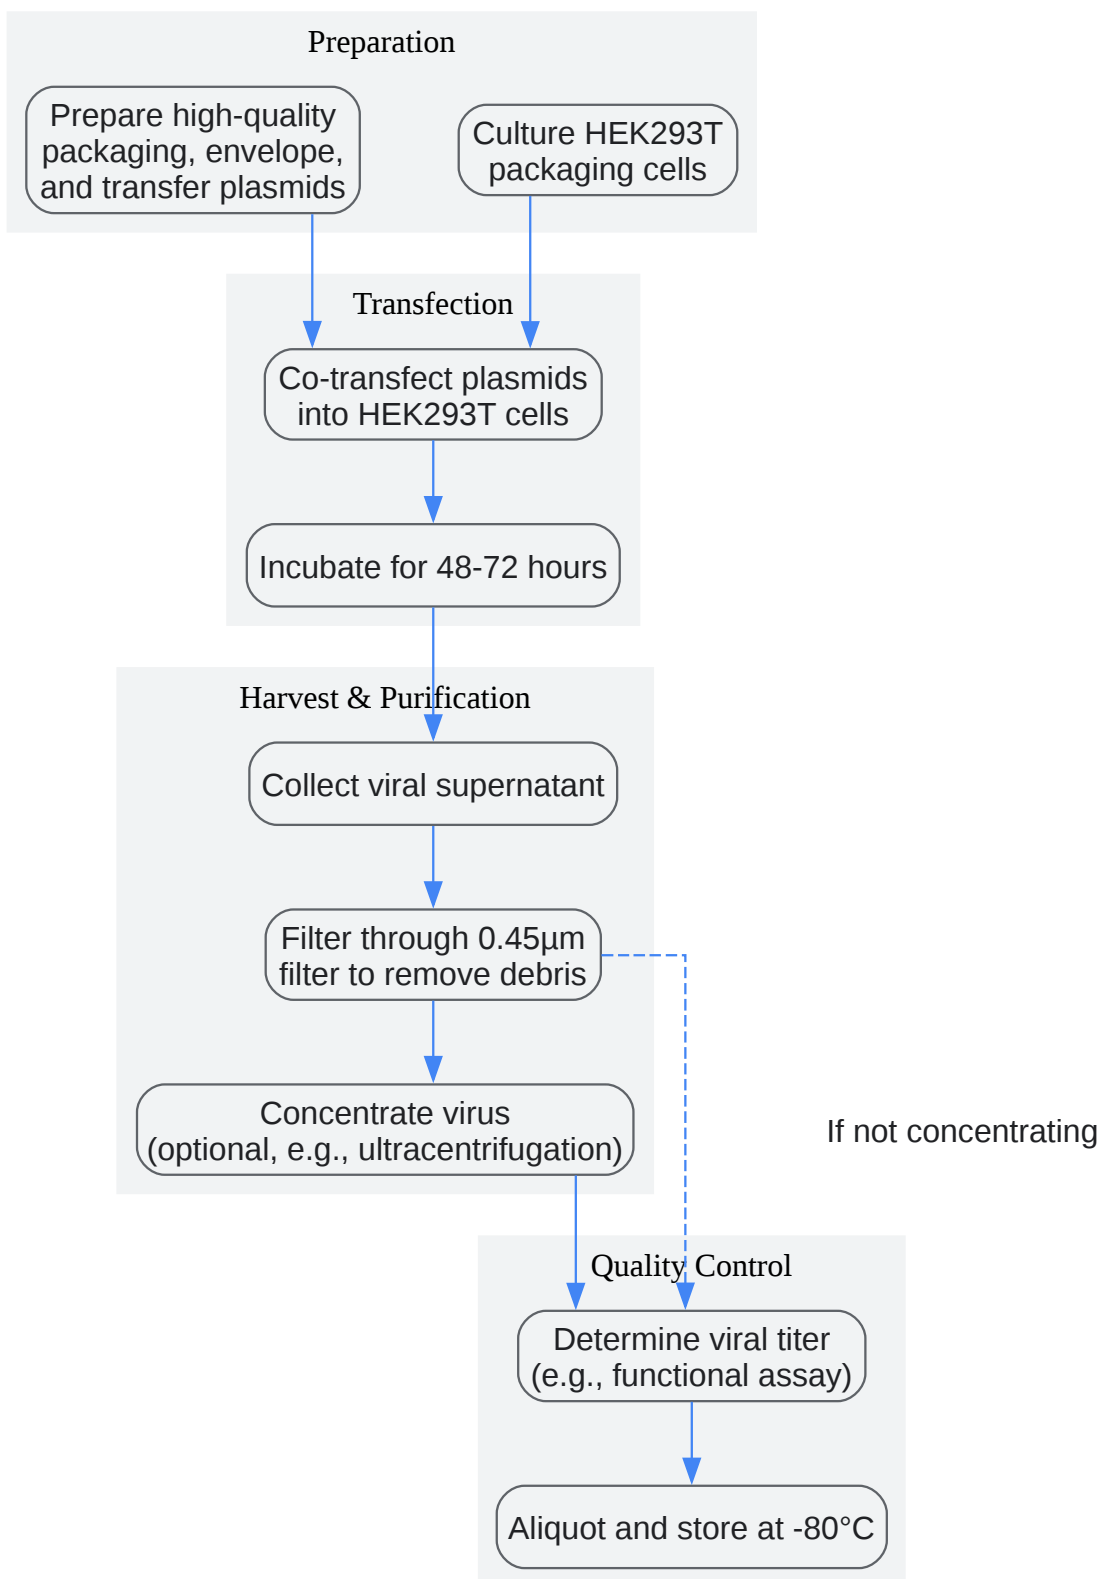 Preparation
Prepare high-quality
packaging, envelope,
and transfer plasmids
Culture HEK293T
packaging cells
Transfection
Co-transfect plasmids
into HEK293T cells
Incubate for 48-72 hours
Harvest & Purification
Collect viral supernatant
Filter through 0.45µm
filter to remove debris
Concentrate virus
(optional, e.g., ultracentrifugation)
If not concentrating
Quality Control
Determine viral titer
(e.g., functional assay)
Aliquot and store at -80°C